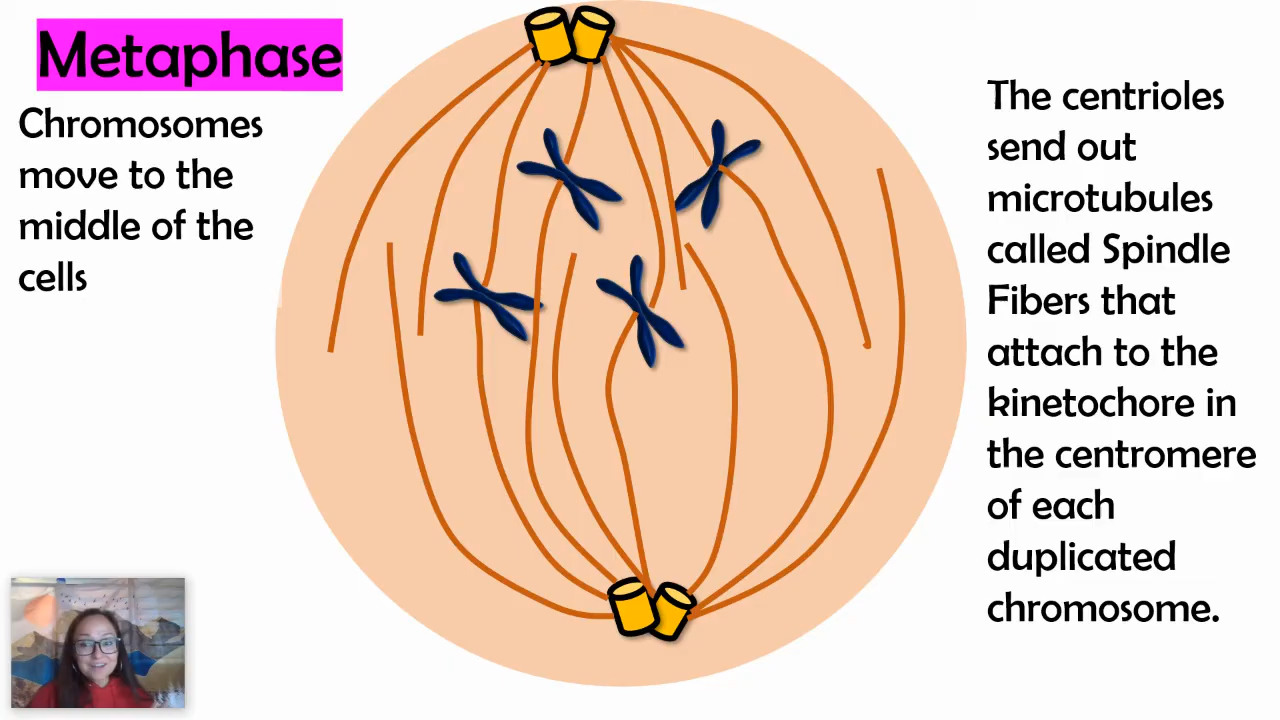 Metaphase
Chromosomes
move to the
middle of the
cells
The centrioles
send out
microtubules
called Spindle
Fibers that
attach to the
kinetochore in
the centromere
of each
duplicated
chromosome.